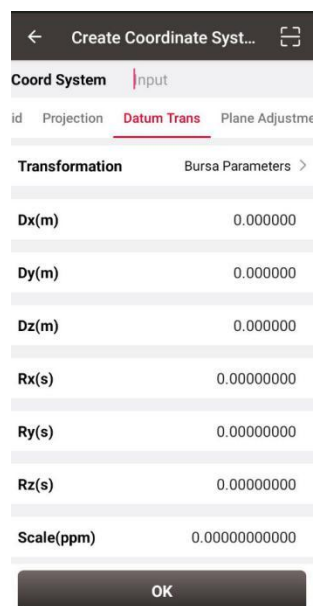 Create Coordinate Syst...
Coord System Input
id Projection Datum Trans Plane Adjustme
Transformation Bursa Parameters >
Dx(m) 0.000000
Dy(m) 0.000000
Dz(m) 0.000000
Rx(s) 0.00000000
Ry(s) 0.00000000
Rz(s) 0.00000000
Scale(ppm) 0.00000000000
OK